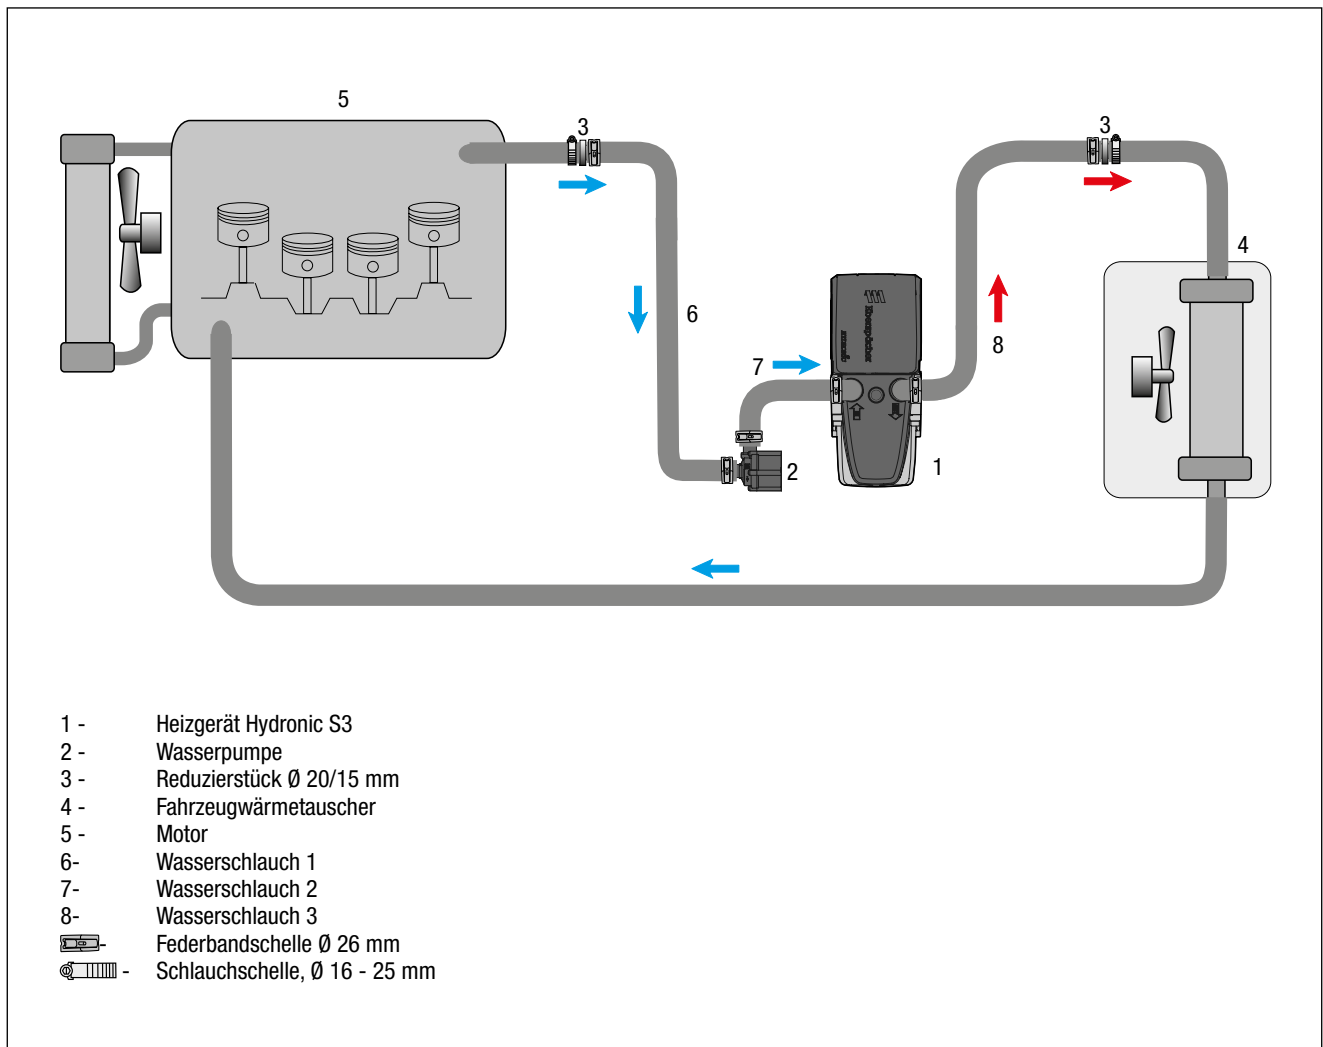 5
3
3
4
6
7
8
Eberspächer
2
1
1 - Heizgerät Hydronic S3
2 - Wasserpumpe
3 - Reduzierstück Ø 20/15 mm
4 - Fahrzeugwärmetauscher
5 - Motor
6- Wasserschlauch 1
7- Wasserschlauch 2
8- Wasserschlauch 3
- Federbandschelle Ø 26 mm
- Schlauchschelle, Ø 16 - 25 mm